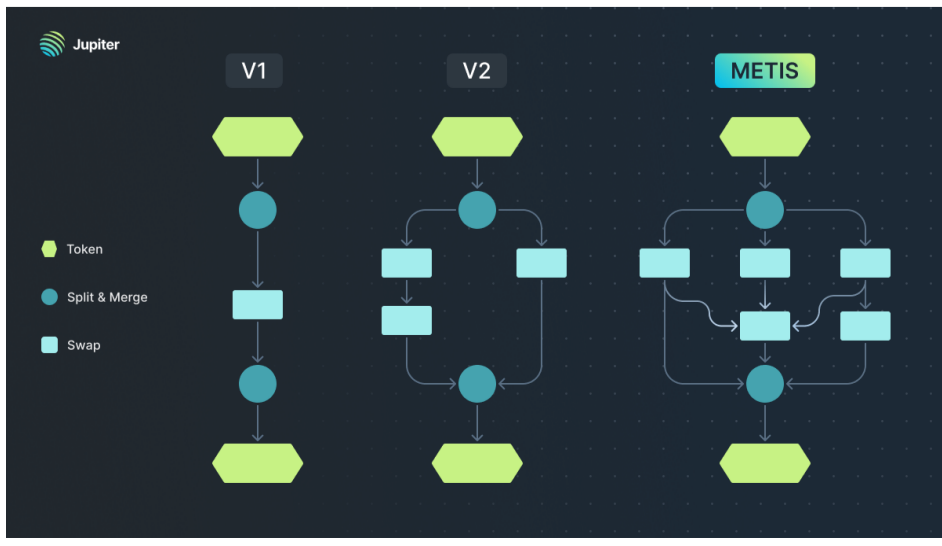 Jupiter
V1
V2
METIS
Token
Split & Merge
Swap